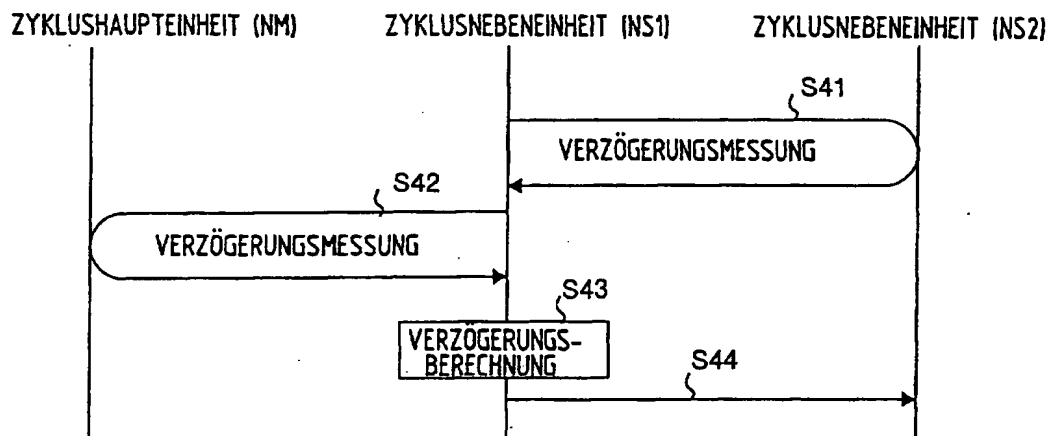 ZYKLUSHAUPTEINHEIT (NM)
ZYKLUSNEBENEINHEIT (NS1)
ZYKLUSNEBENEINHEIT (NS2)
S41
VERZÖGERUNGSMESSUNG
S42
VERZÖGERUNGSMESSUNG
S43
VERZÖGERUNGS-
BERECHNUNG
S44